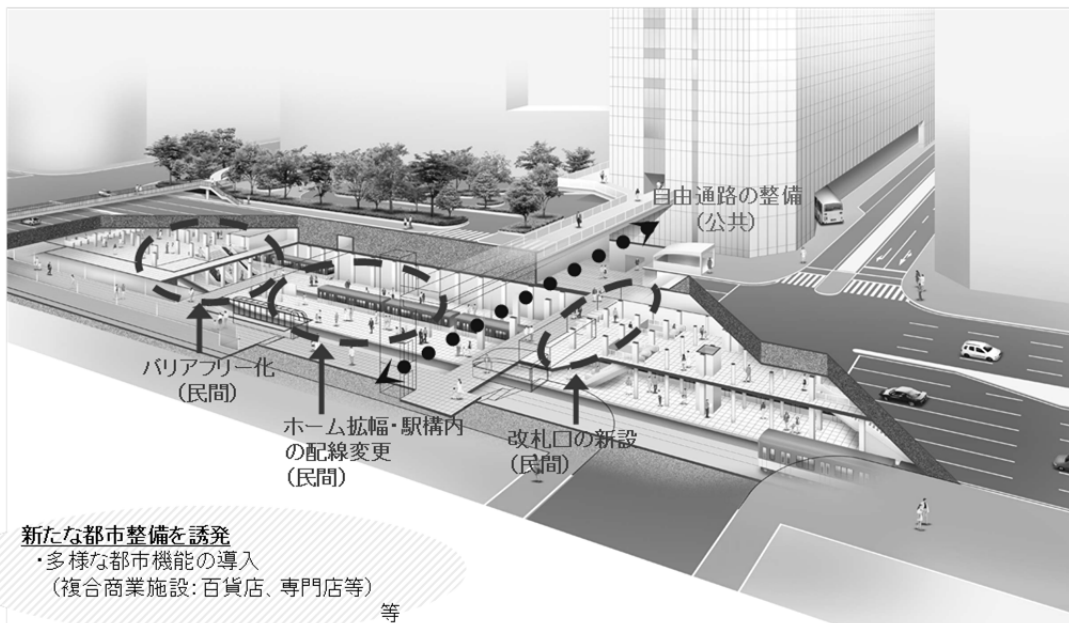 自由通路の整備
(公共)
バリアフリー化
(民間)
ホーム拡幅・駅構内
の配線変更
(民間)
改札口の新設
(民間)
新たな都市整備を誘発
・多様な都市機能の導入
(複合商業施設:百貨店、専門店等)
等